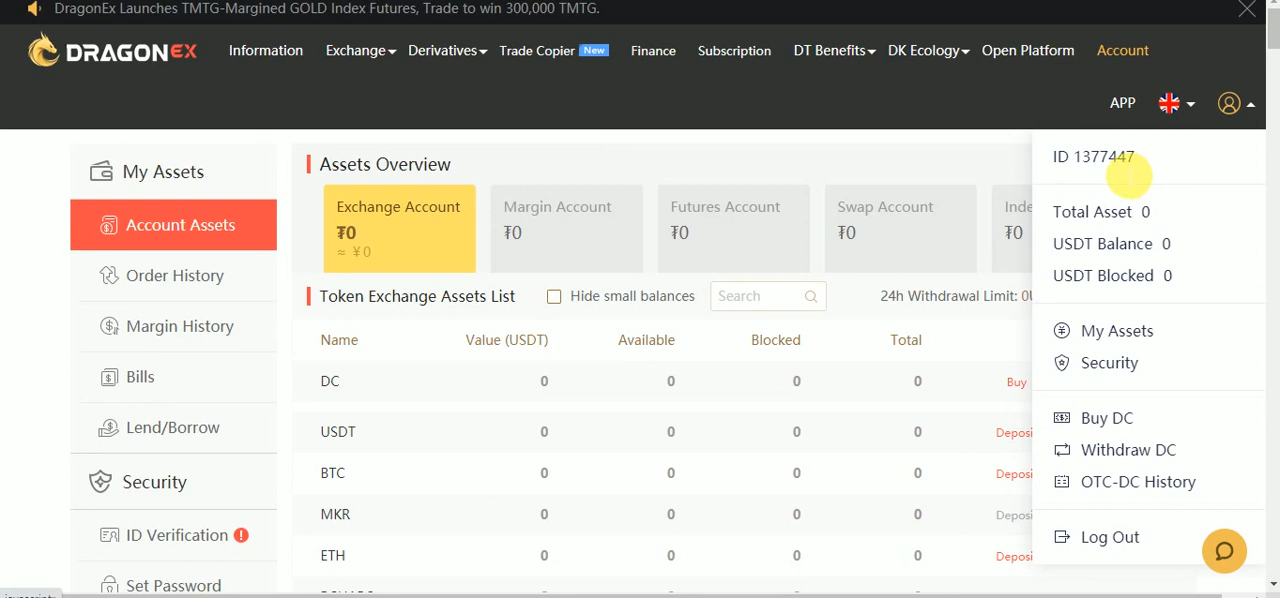 DragonEx Launches TMTG-Margined GOLD Index Futures, Trade to win 300,000 TMTG.
DRAGONEX Information Exchange Derivatives Trade Copier New Finance Subscription DT Benefits DK Ecology Open Platform Account
APP
My Assets
Account Assets
Order History
Margin History
Bills
Lend/Borrow
Security
ID Verification
Set Password
Assets Overview
Exchange Account
₮0
≈ ¥0
Margin Account
₮0
Futures Account
₮0
Swap Account
₮0
Inde
₮0
Token Exchange Assets List Hide small balances Search 24h Withdrawal Limit: 0U
Name Value (USDT) Available Blocked Total
DC 0 0 0 0 Buy
USDT 0 0 0 0 Deposi
BTC 0 0 0 0 Deposi
MKR 0 0 0 0 Deposi
ETH 0 0 0 0 Deposi
ID 1377447
Total Asset 0
USDT Balance 0
USDT Blocked 0
My Assets
Security
Buy DC
Withdraw DC
OTC-DC History
Log Out